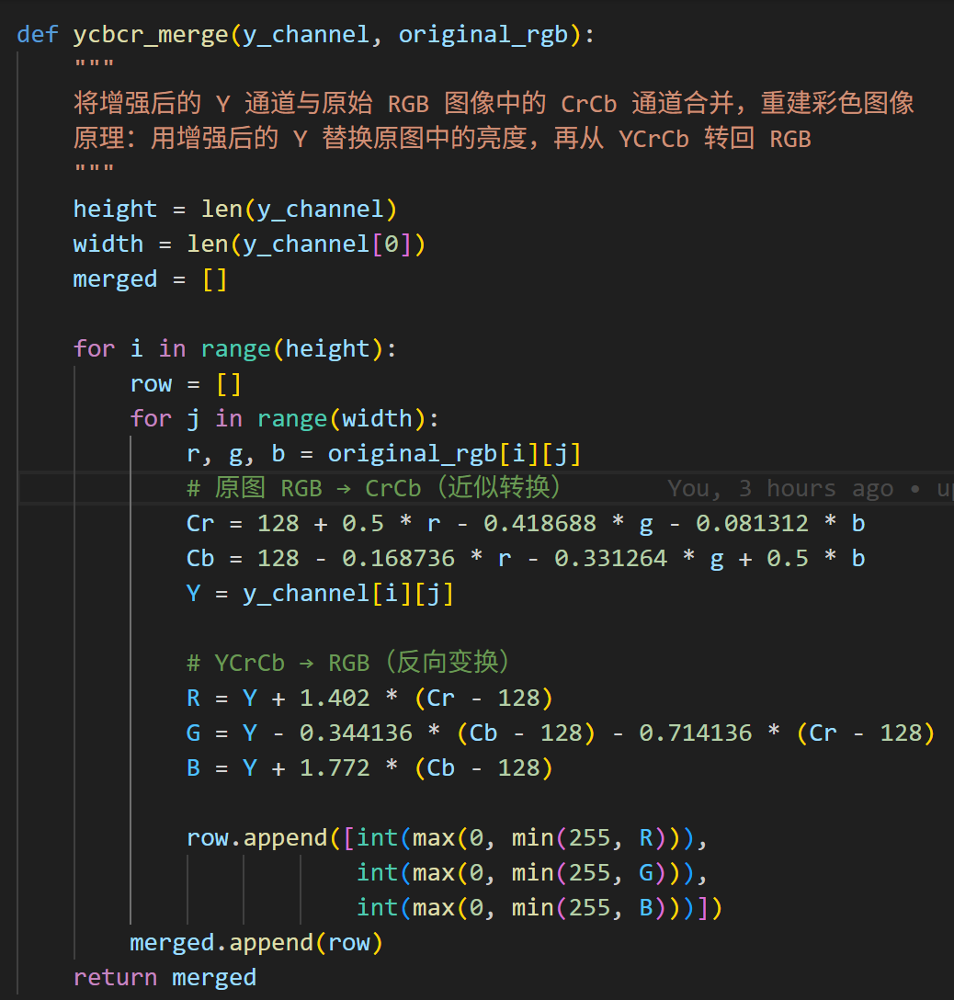 def ycbcr_merge(y_channel, original_rgb):
    """
    将增强后的 Y 通道与原始 RGB 图像中的 CrCb 通道合并，重建彩色图像
    原理：用增强后的 Y 替换原图中的亮度，再从 YCrCb 转回 RGB
    """
    height = len(y_channel)
    width = len(y_channel[0])
    merged = []

    for i in range(height):
        row = []
        for j in range(width):
            r, g, b = original_rgb[i][j]
            # 原图 RGB → CrCb（近似转换） You, 3 hours ago •
            Cr = 128 + 0.5 * r - 0.418688 * g - 0.081312 * b
            Cb = 128 - 0.168736 * r - 0.331264 * g + 0.5 * b
            Y = y_channel[i][j]

            # YCrCb → RGB（反向变换）
            R = Y + 1.402 * (Cr - 128)
            G = Y - 0.344136 * (Cb - 128) - 0.714136 * (Cr - 128)
            B = Y + 1.772 * (Cb - 128)

            row.append([int(max(0, min(255, R))),
                        int(max(0, min(255, G))),
                        int(max(0, min(255, B)))])
        merged.append(row)
    return merged